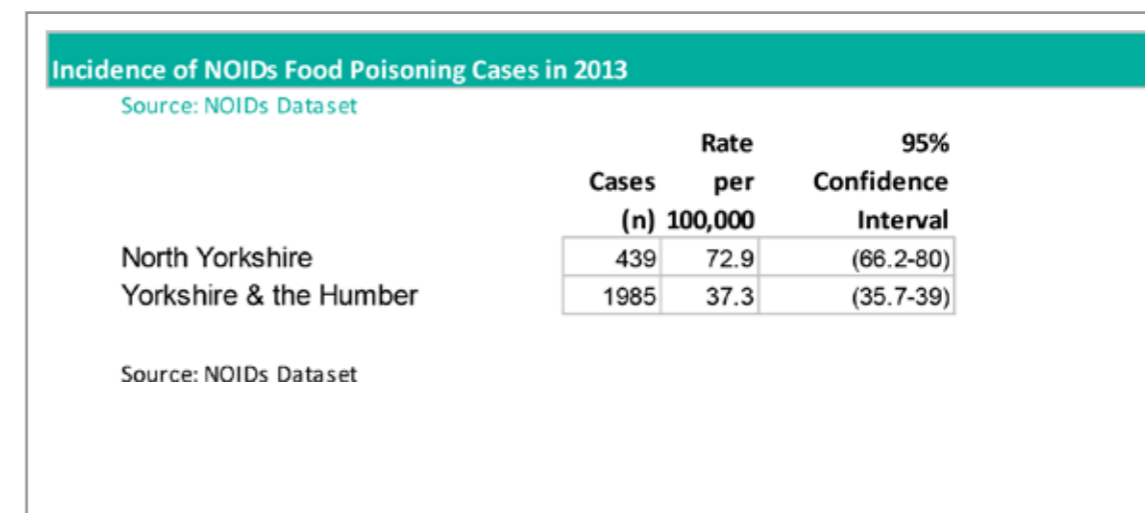 Incidence of NOIDs Food Poisoning Cases in 2013
Source: NOIDs Dataset
Rate 95%
Cases per Confidence
(n) 100,000 Interval
North Yorkshire 439 72.9 (66.2-80)
Yorkshire & the Humber 1985 37.3 (35.7-39)
Source: NOIDs Dataset